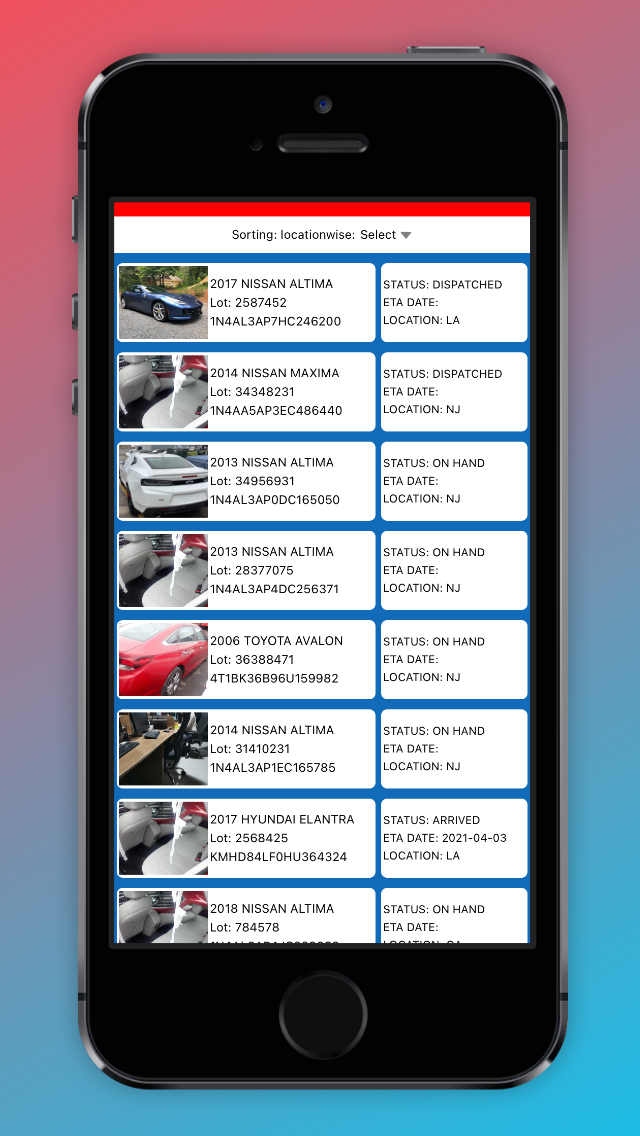 Sorting: locationwise: Select
2017 NISSAN ALTIMA
Lot: 2587452
1N4AL3AP7HC246200
STATUS: DISPATCHED
ETA DATE:
LOCATION: LA
2014 NISSAN MAXIMA
Lot: 34348231
1N4AA5AP3EC486440
STATUS: DISPATCHED
ETA DATE:
LOCATION: NJ
2013 NISSAN ALTIMA
Lot: 34956931
1N4AL3AP0DC165050
STATUS: ON HAND
ETA DATE:
LOCATION: NJ
2013 NISSAN ALTIMA
Lot: 28377075
1N4AL3AP4DC256371
STATUS: ON HAND
ETA DATE:
LOCATION: NJ
2006 TOYOTA AVALON
Lot: 36388471
4T1BK36B96U159982
STATUS: ON HAND
ETA DATE:
LOCATION: NJ
2014 NISSAN ALTIMA
Lot: 31410231
1N4AL3AP1EC165785
STATUS: ON HAND
ETA DATE:
LOCATION: NJ
2017 HYUNDAI ELANTRA
Lot: 2568425
KMHD84LF0HU364324
STATUS: ARRIVED
ETA DATE: 2021-04-03
LOCATION: LA
2018 NISSAN ALTIMA
Lot: 784578
STATUS: ON HAND
ETA DATE: